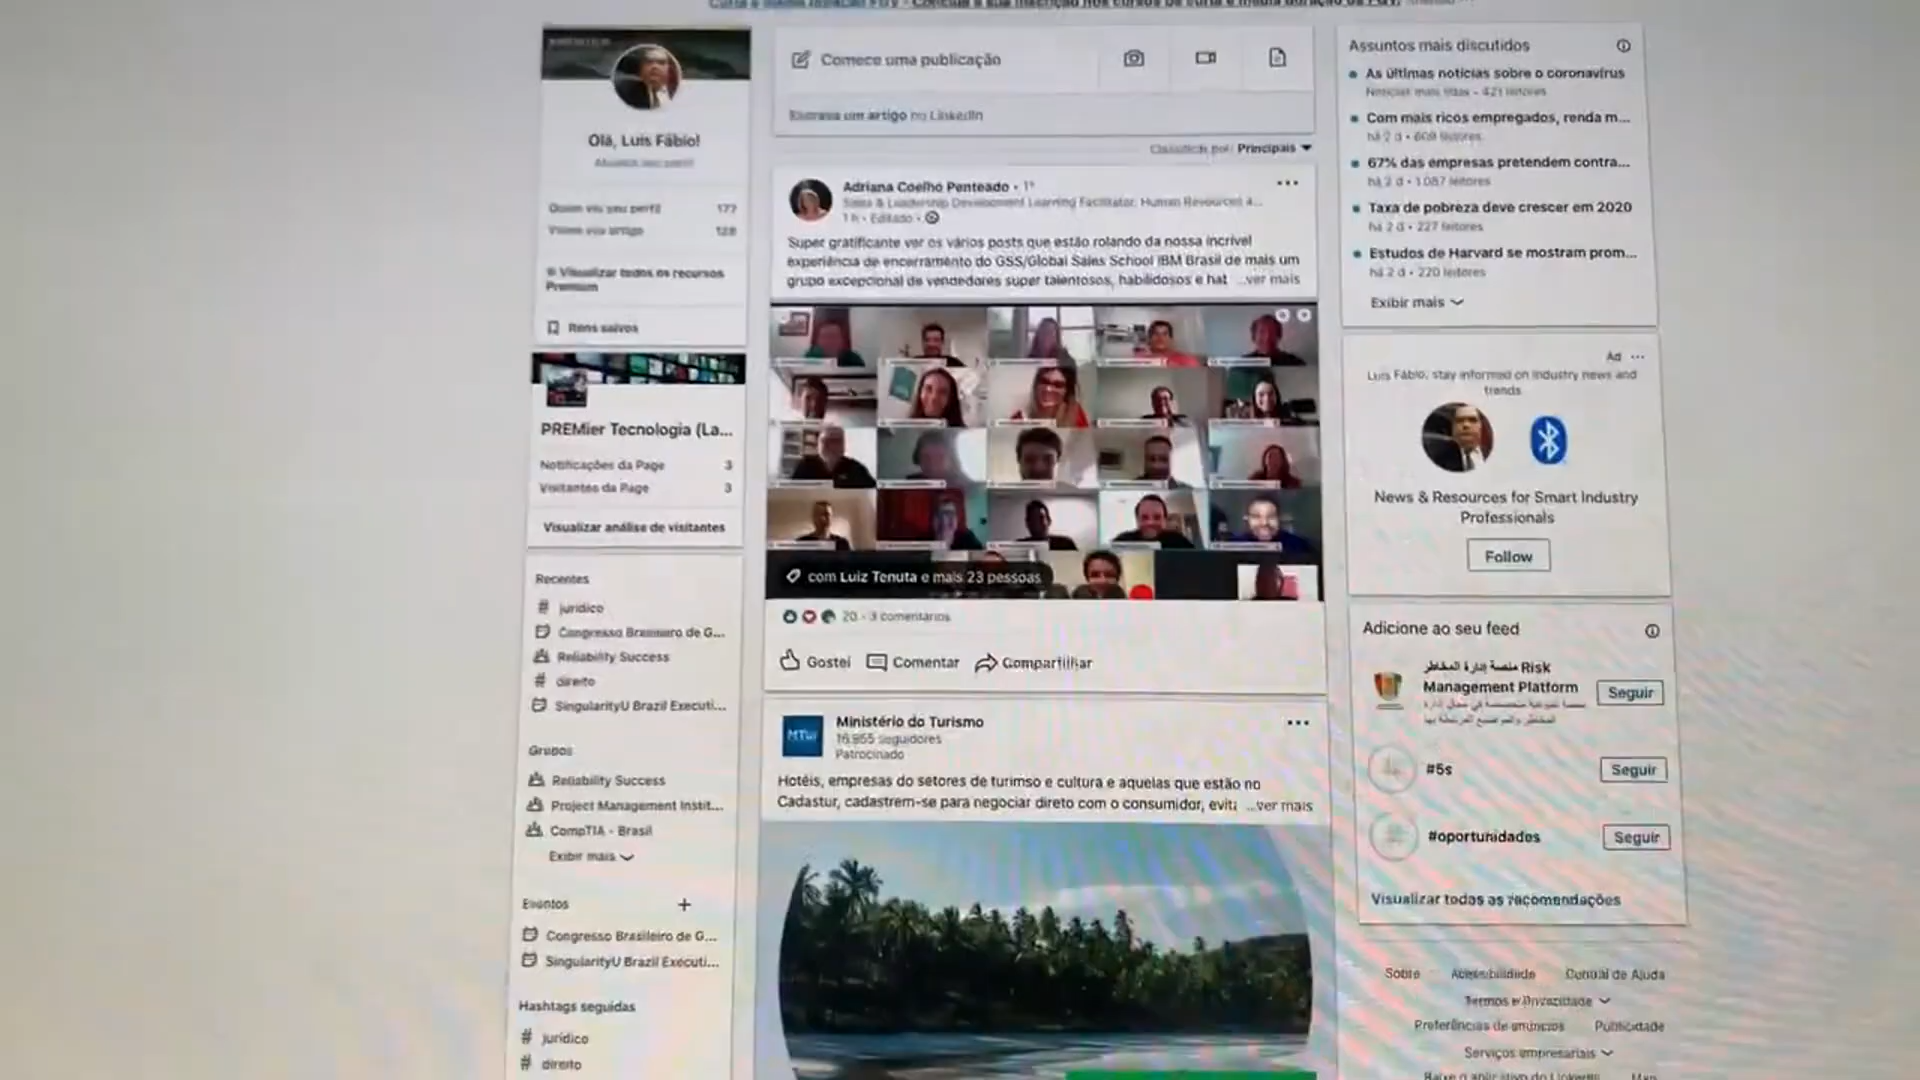 Olá, Luis Fábio!
Quem viu seu perfil 177
Visualizar todos os recursos
Premium
Itens salvos
PREMier Tecnologia (La...
Notificações da Page 3
Visitantes da Page 3
Visualizar análise de visitantes
Recentes
# jurídico
Congresso Brasileiro de G...
Reliability Success
# direito
SingularityU Brazil Executi...
Grupos
Reliability Success
Project Management Instit...
CompTIA - Brasil
Exibir mais
Eventos +
Congresso Brasileiro de G...
SingularityU Brazil Executi...
Hashtags seguidas
# jurídico
# direito
Comece uma publicação
Escreva um artigo no LinkedIn
Classificar por: Principais
Adriana Coelho Penteado • 1º
Sales & Leadership Development Learning Facilitator, Human Resources
1 h • Editado •
Super gratificante ver os vários posts que estão rolando da nossa incrível
experiência de encerramento do GSS/Global Sales School IBM Brasil de mais um
grupo excepcional de vendedores super talentosos, habilidosos e hat ...ver mais
com Luiz Tenuta e mais 23 pessoas
20 • 3 comentários
Gostei Comentar Compartilhar
MTur
Ministério do Turismo
16.955 seguidores
Patrocinado
Hotéis, empresas do setores de turimso e cultura e aquelas que estão no
Cadastur, cadastrem-se para negociar direto com o consumidor, evita ...ver mais
Assuntos mais discutidos
As últimas notícias sobre o coronavírus
Notícias mais lidas • 421 leitores
Com mais ricos empregados, renda m...
há 2 d • 609 leitores
67% das empresas pretendem contra...
há 2 d • 1.087 leitores
Taxa de pobreza deve crescer em 2020
há 2 d • 227 leitores
Estudos de Harvard se mostram prom...
há 2 d • 220 leitores
Exibir mais
Ad ...
Luis Fábio, stay informed on industry news and
trends
News & Resources for Smart Industry
Professionals
Follow
Adicione ao seu feed
منصة إدارة المخاطر Risk
Management Platform
Seguir
#5s
Seguir
#oportunidades
Seguir
Visualizar todas as recomendações
Sobre Acessibilidade Central de Ajuda
Termos e Privacidade
Preferências de anúncios Publicidade
Serviços empresariais